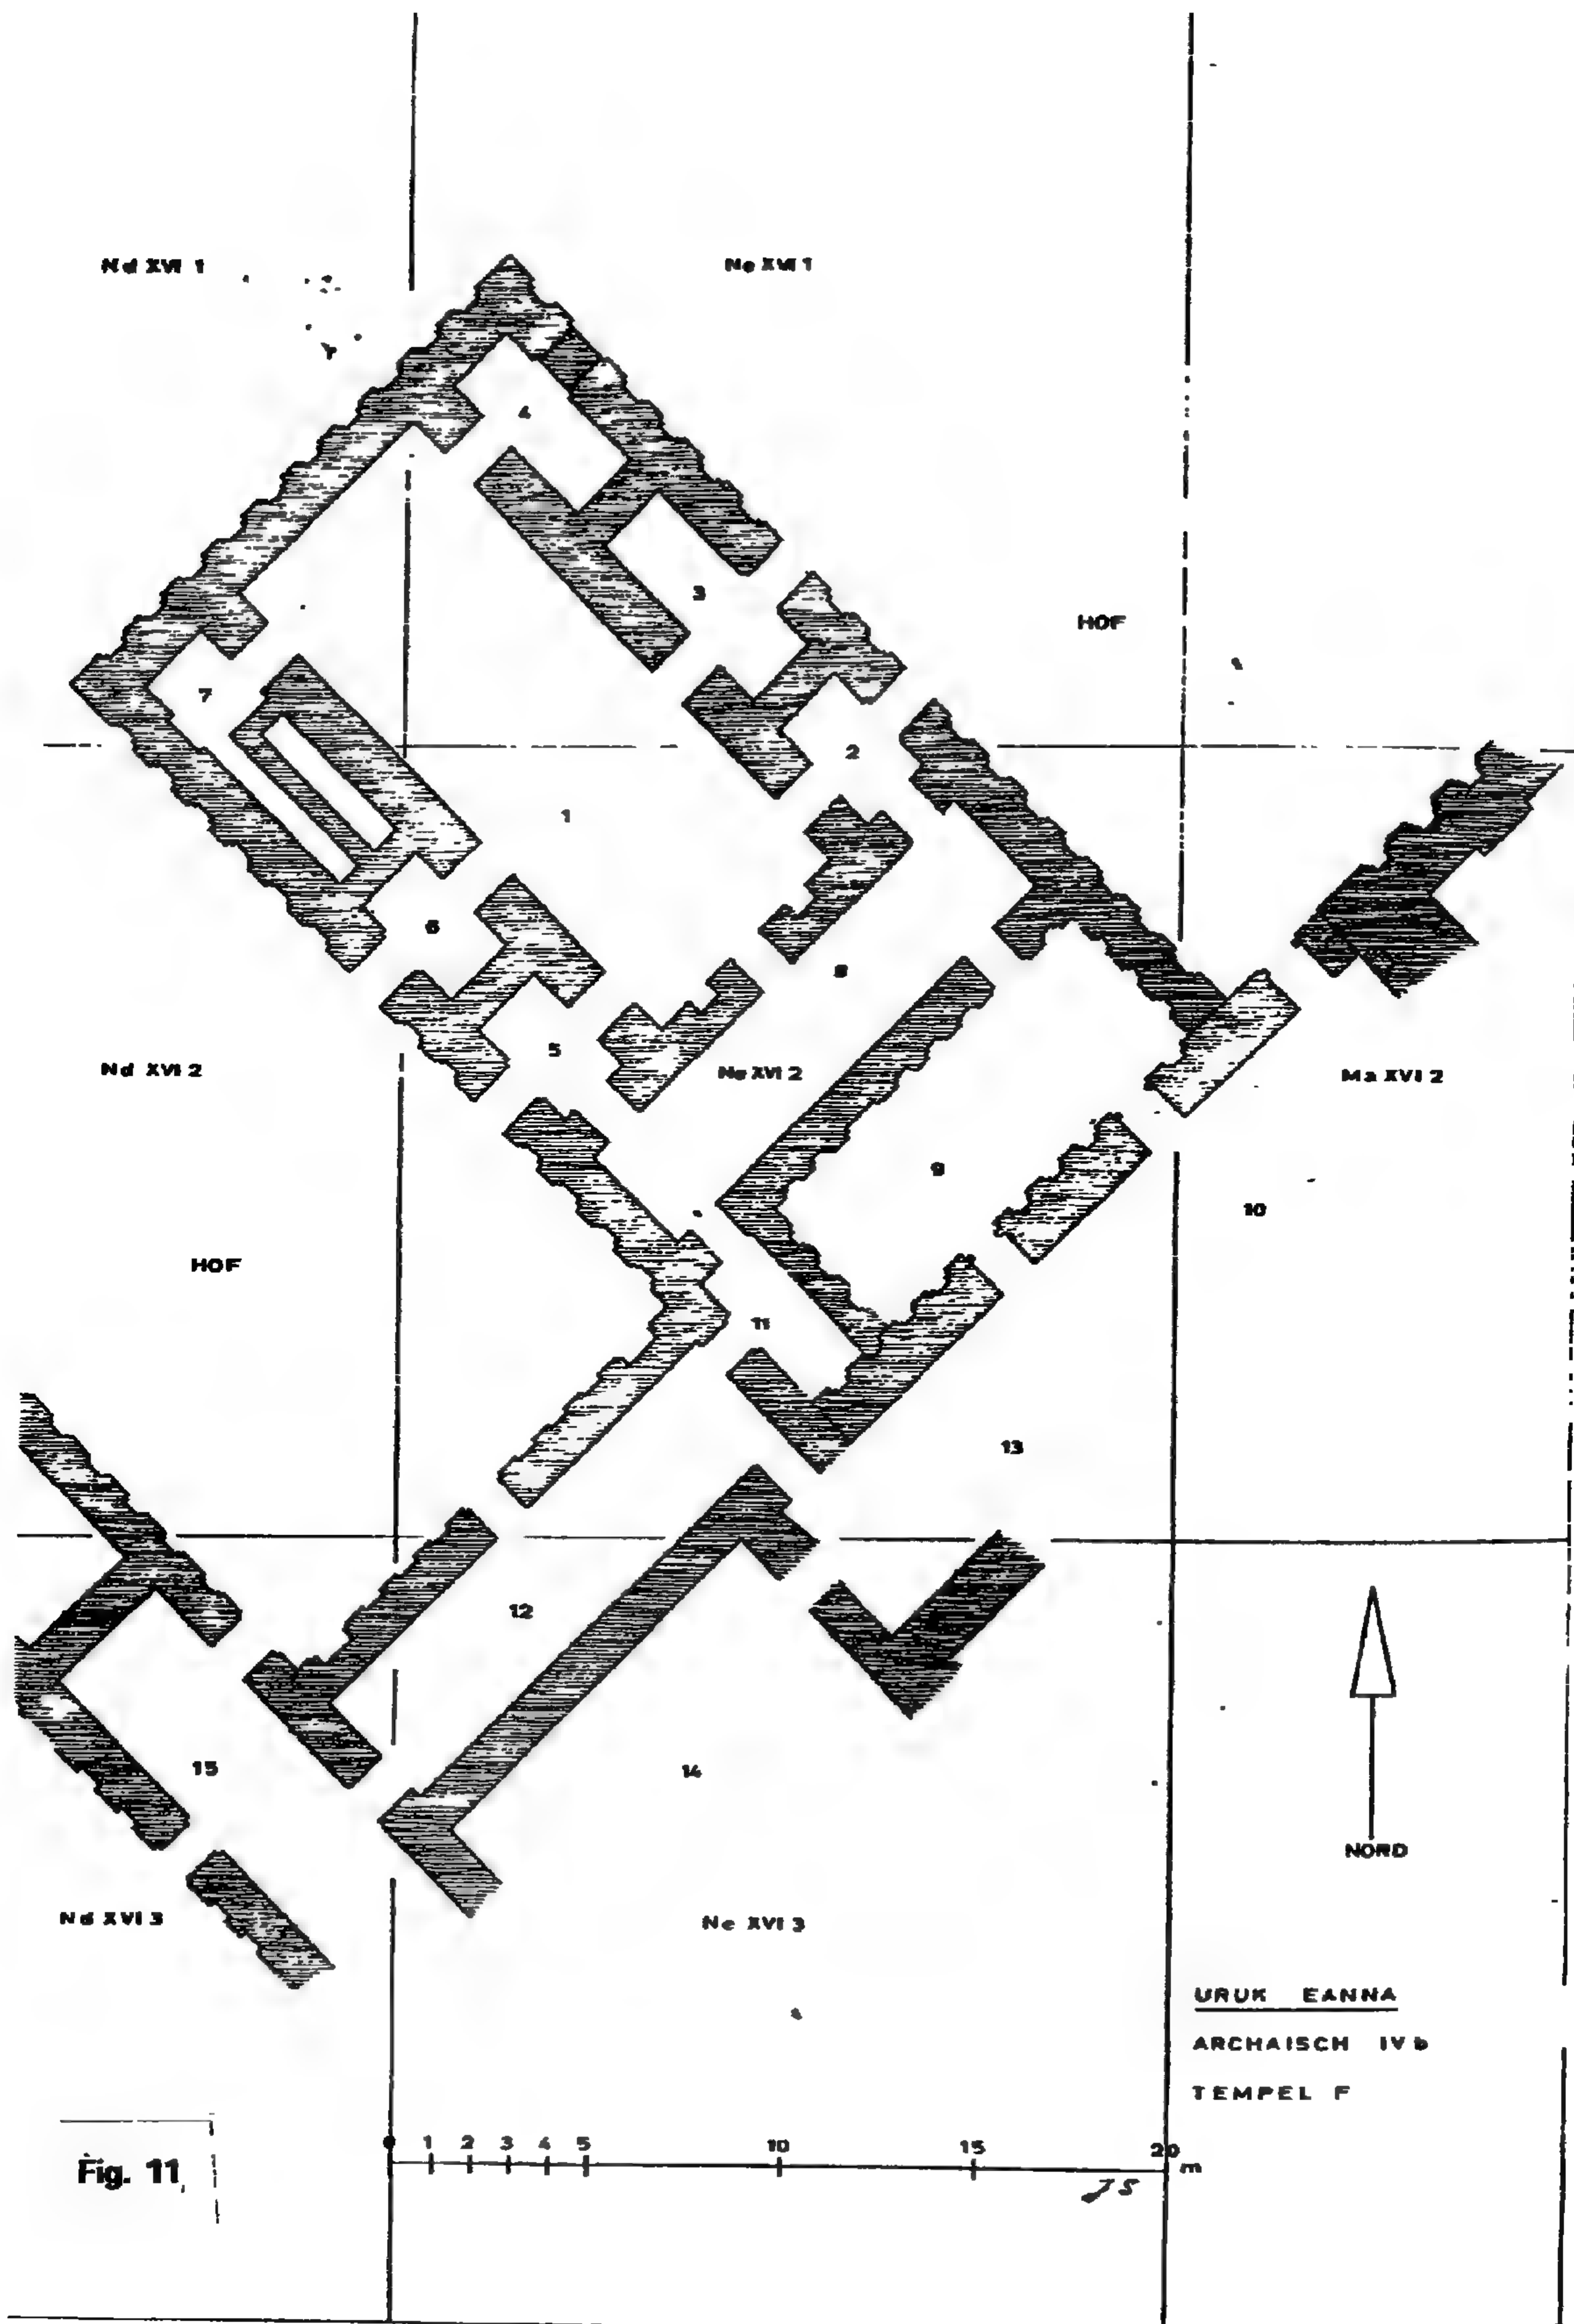 Nd XVI 1
Ne XVI 1
4
3
HOF
7
2
1
6
8
5
Nd XVI 2
Ne XVI 2
Ma XVI 2
9
10
HOF
11
13
12
15
14
NORD
Nd XVI 3
Ne XVI 3
URUK EANNA
ARCHAISCH IV b
TEMPEL F
0 1 2 3 4 5 10 15 20 m
JS
Fig. 11